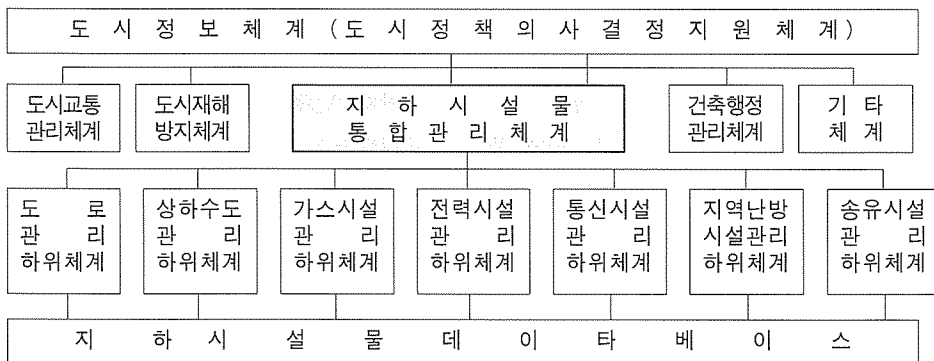 도 시 정 보 체 계 ( 도 시 정 책 의 사 결 정 지 원 체 계 )
도시교통
관리체계
도시재해
방지체계
지 하 시 설 물
통 합 관 리 체 계
건축행정
관리체계
기 타
체 계
도 로
관 리
하위체계
상하수도
관 리
하위체계
가스시설
관 리
하위체계
전력시설
관 리
하위체계
통신시설
관 리
하위체계
지역난방
시설관리
하위체계
송유시설
관 리
하위체계
지 하 시 설 물 데 이 타 베 이 스